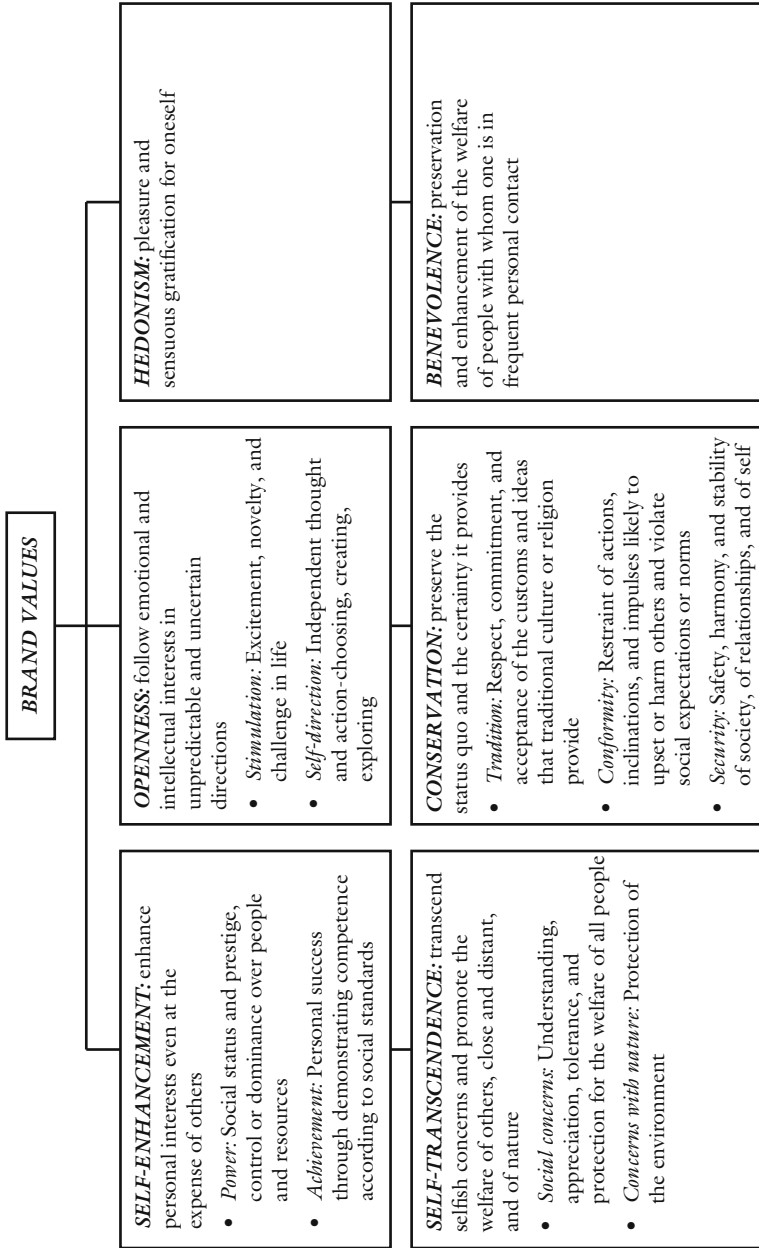 BRAND VALUES
SELF-ENHANCEMENT: enhance
personal interests even at the
expense of others
• Power: Social status and prestige,
control or dominance over people
and resources
• Achievement: Personal success
through demonstrating competence
according to social standards
OPENNESS: follow emotional and
intellectual interests in
unpredictable and uncertain
directions
• Stimulation: Excitement, novelty, and
challenge in life
• Self-direction: Independent thought
and action-choosing, creating,
exploring
HEDONISM: pleasure and
sensuous gratification for oneself
SELF-TRANSCENDENCE: transcend
selfish concerns and promote the
welfare of others, close and distant,
and of nature
• Social concerns: Understanding,
appreciation, tolerance, and
protection for the welfare of all people
• Concerns with nature: Protection of
the environment
CONSERVATION: preserve the
status quo and the certainty it provides
• Tradition: Respect, commitment, and
acceptance of the customs and ideas
that traditional culture or religion
provide
• Conformity: Restraint of actions,
inclinations, and impulses likely to
upset or harm others and violate
social expectations or norms
• Security: Safety, harmony, and stability
of society, of relationships, and of self
BENEVOLENCE: preservation
and enhancement of the welfare
of people with whom one is in
frequent personal contact